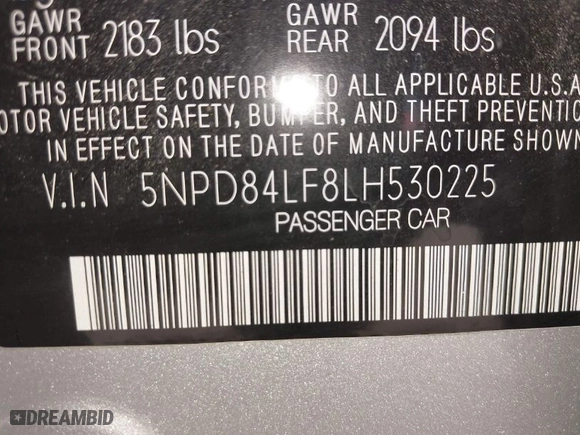 GAWR FRONT 2183 lbs GAWR REAR 2094 lbs
THIS VEHICLE CONFORMS TO ALL APPLICABLE U.S.A
MOTOR VEHICLE SAFETY, BUMPER, AND THEFT PREVENTIO
IN EFFECT ON THE DATE OF MANUFACTURE SHOWN
V.I.N 5NPD84LF8LH530225
PASSENGER CAR
DREAMBID